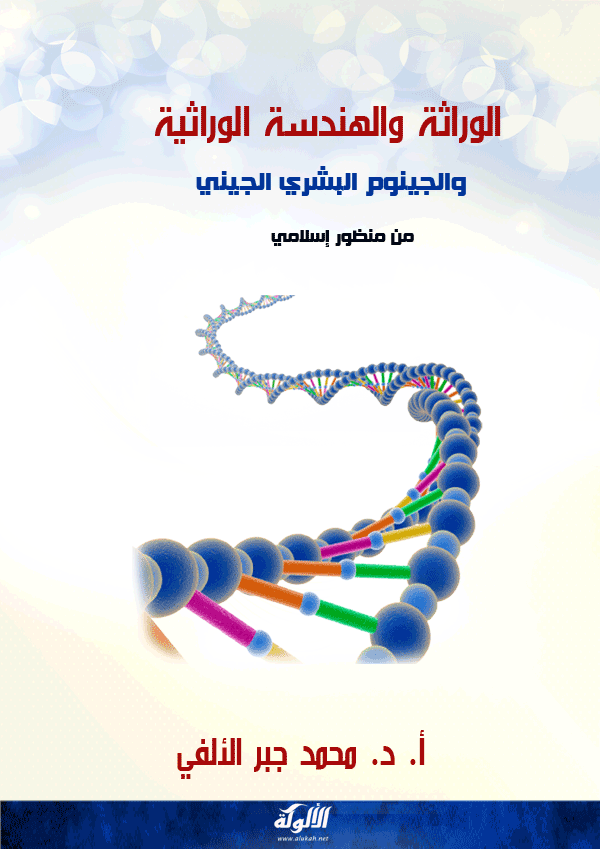 الوراثة والهندسة الوراثية
والجينوم البشري الجيني
من منظور إسلامي
أ. د. محمد جبر الألفي
الألوكة
www.alukah.net